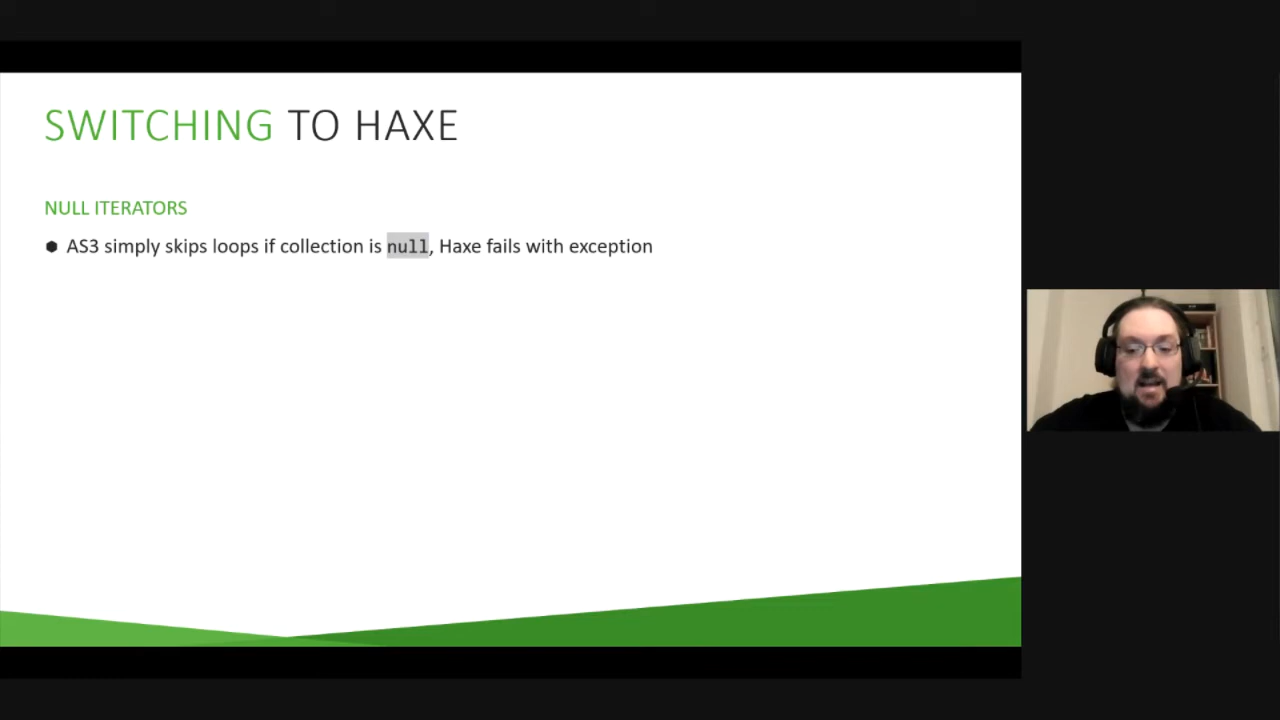 SWITCHING TO HAXE
NULL ITERATORS
AS3 simply skips loops if collection is null, Haxe fails with exception